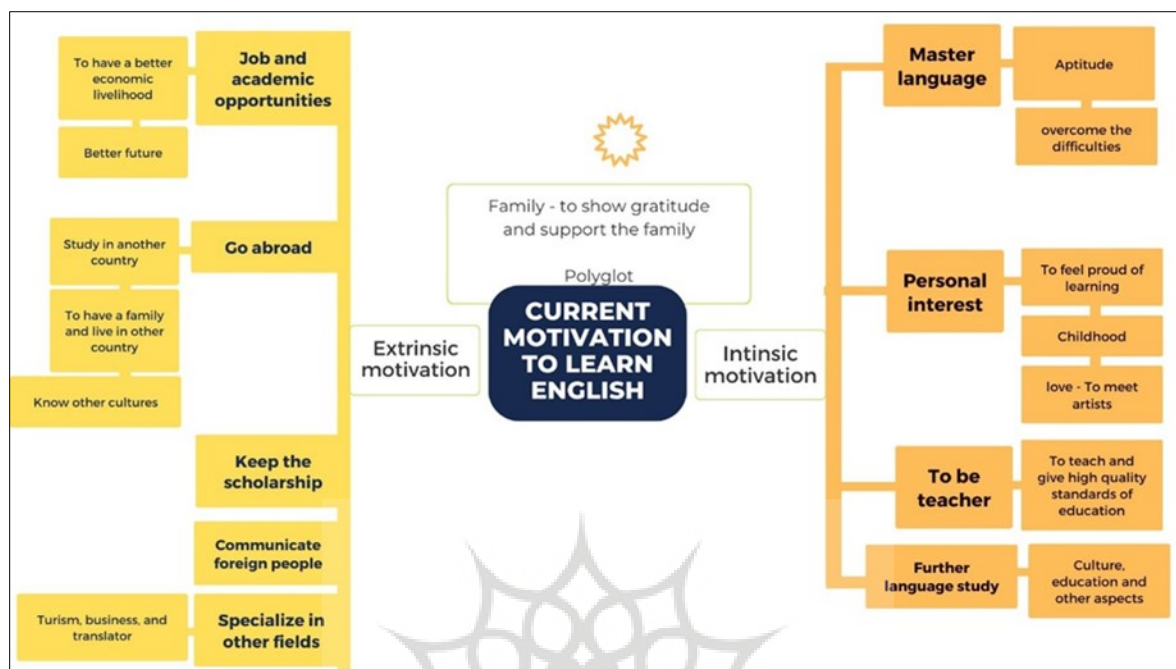 Job and
academic
opportunities
To have a better
economic
livelihood
Better future
Go abroad
Study in another
country
To have a family
and live in other
country
Know other cultures
Keep the
scholarship
Communicate
foreign people
Specialize in
other fields
Turism, business, and
translator
Extrinsic
motivation
Family - to show gratitude
and support the family
Polyglot
CURRENT
MOTIVATION
TO LEARN
ENGLISH
Intinsic
motivation
Master
language
Aptitude
overcome the
difficulties
Personal
interest
To feel proud of
learning
Childhood
love - To meet
artists
To be
teacher
To teach and
give high quality
standards of
education
Further
language study
Culture,
education and
other aspects